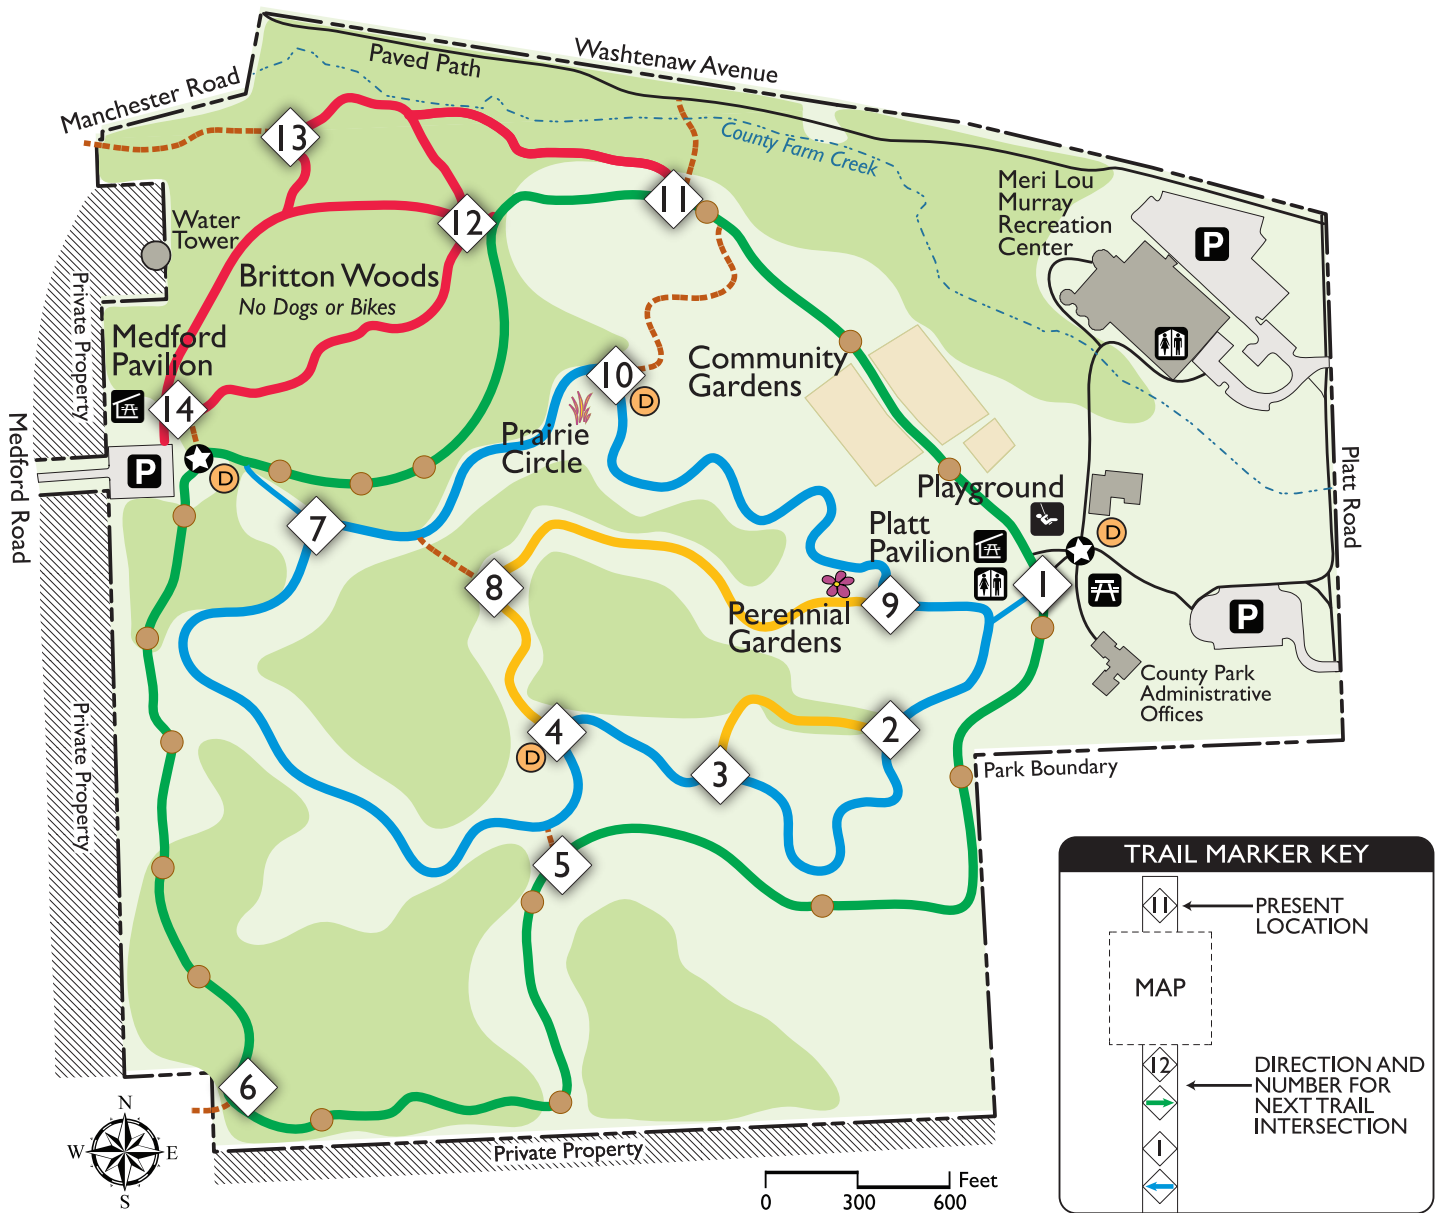 Washtenaw Avenue
Paved Path
Manchester Road
County Farm Creek
13
11
12
Meri Lou
Murray
Recreation
Center
P
Water
Tower
Britton Woods
No Dogs or Bikes
Private Property
Medford
Pavilion
14
10
D
Community
Gardens
Prairie
Circle
Medford Road
P
D
7
Playground
Platt
Pavilion
D
Platt Road
8
9
1
Perennial
Gardens
P
County Park
Administrative
Offices
Private Property
4
D
2
3
Park Boundary
5
6
N
W
E
S
Private Property
0
300
600
Feet
TRAIL MARKER KEY
11
PRESENT
LOCATION
MAP
12
DIRECTION AND
NUMBER FOR
NEXT TRAIL
INTERSECTION
1